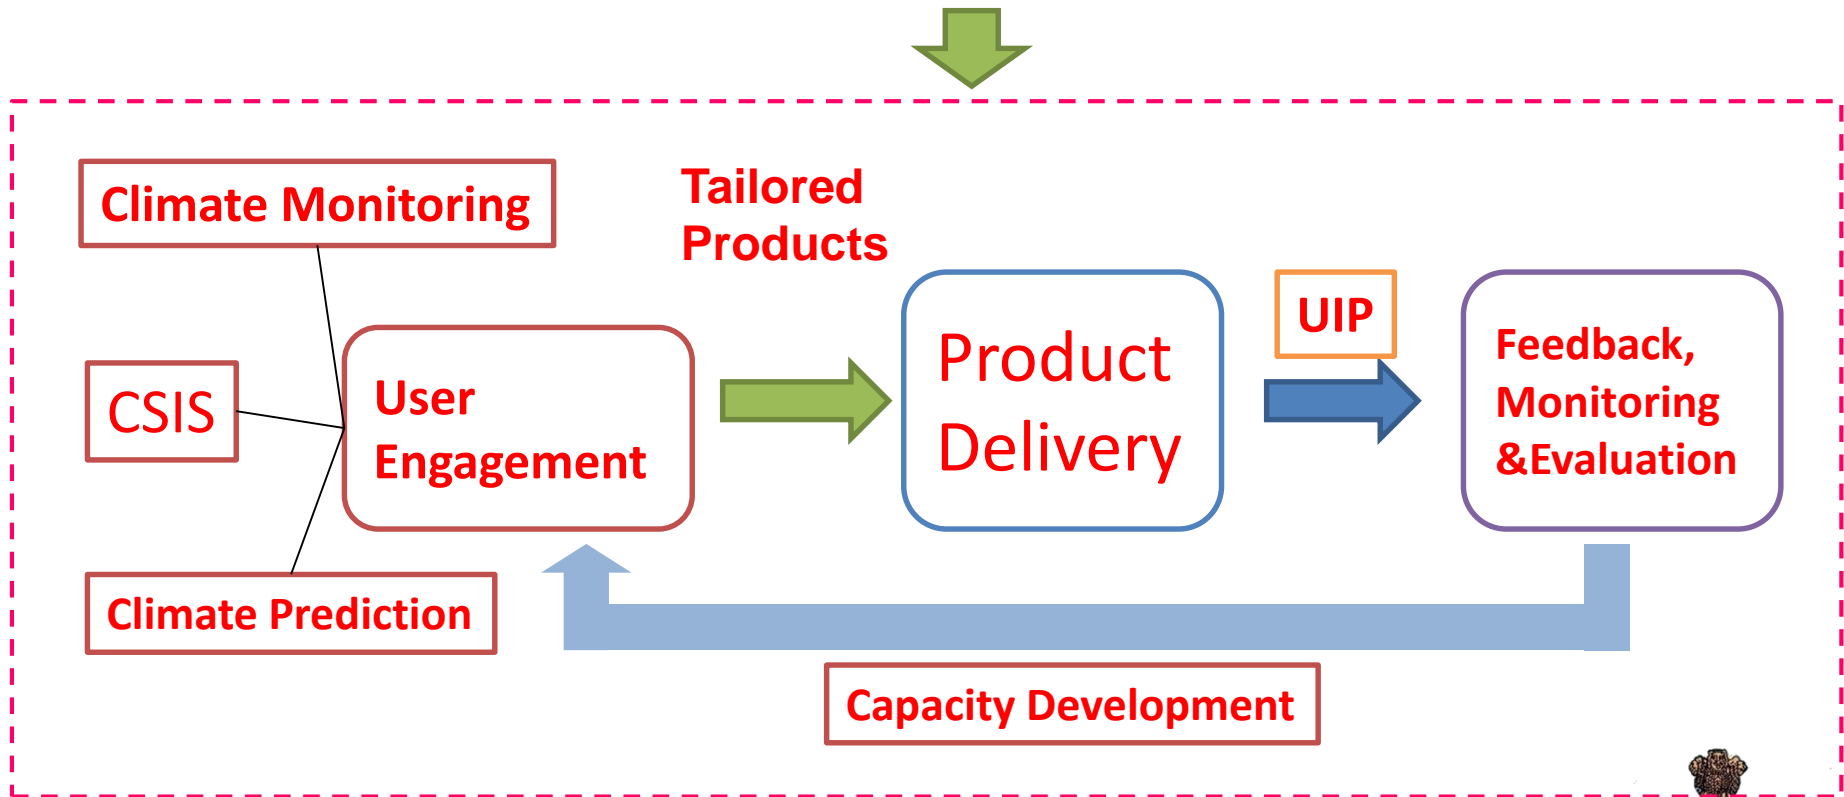 Climate Monitoring
Tailored
Products
UIP
CSIS
User
Engagement
Product
Delivery
Feedback,
Monitoring
&Evaluation
Climate Prediction
Capacity Development